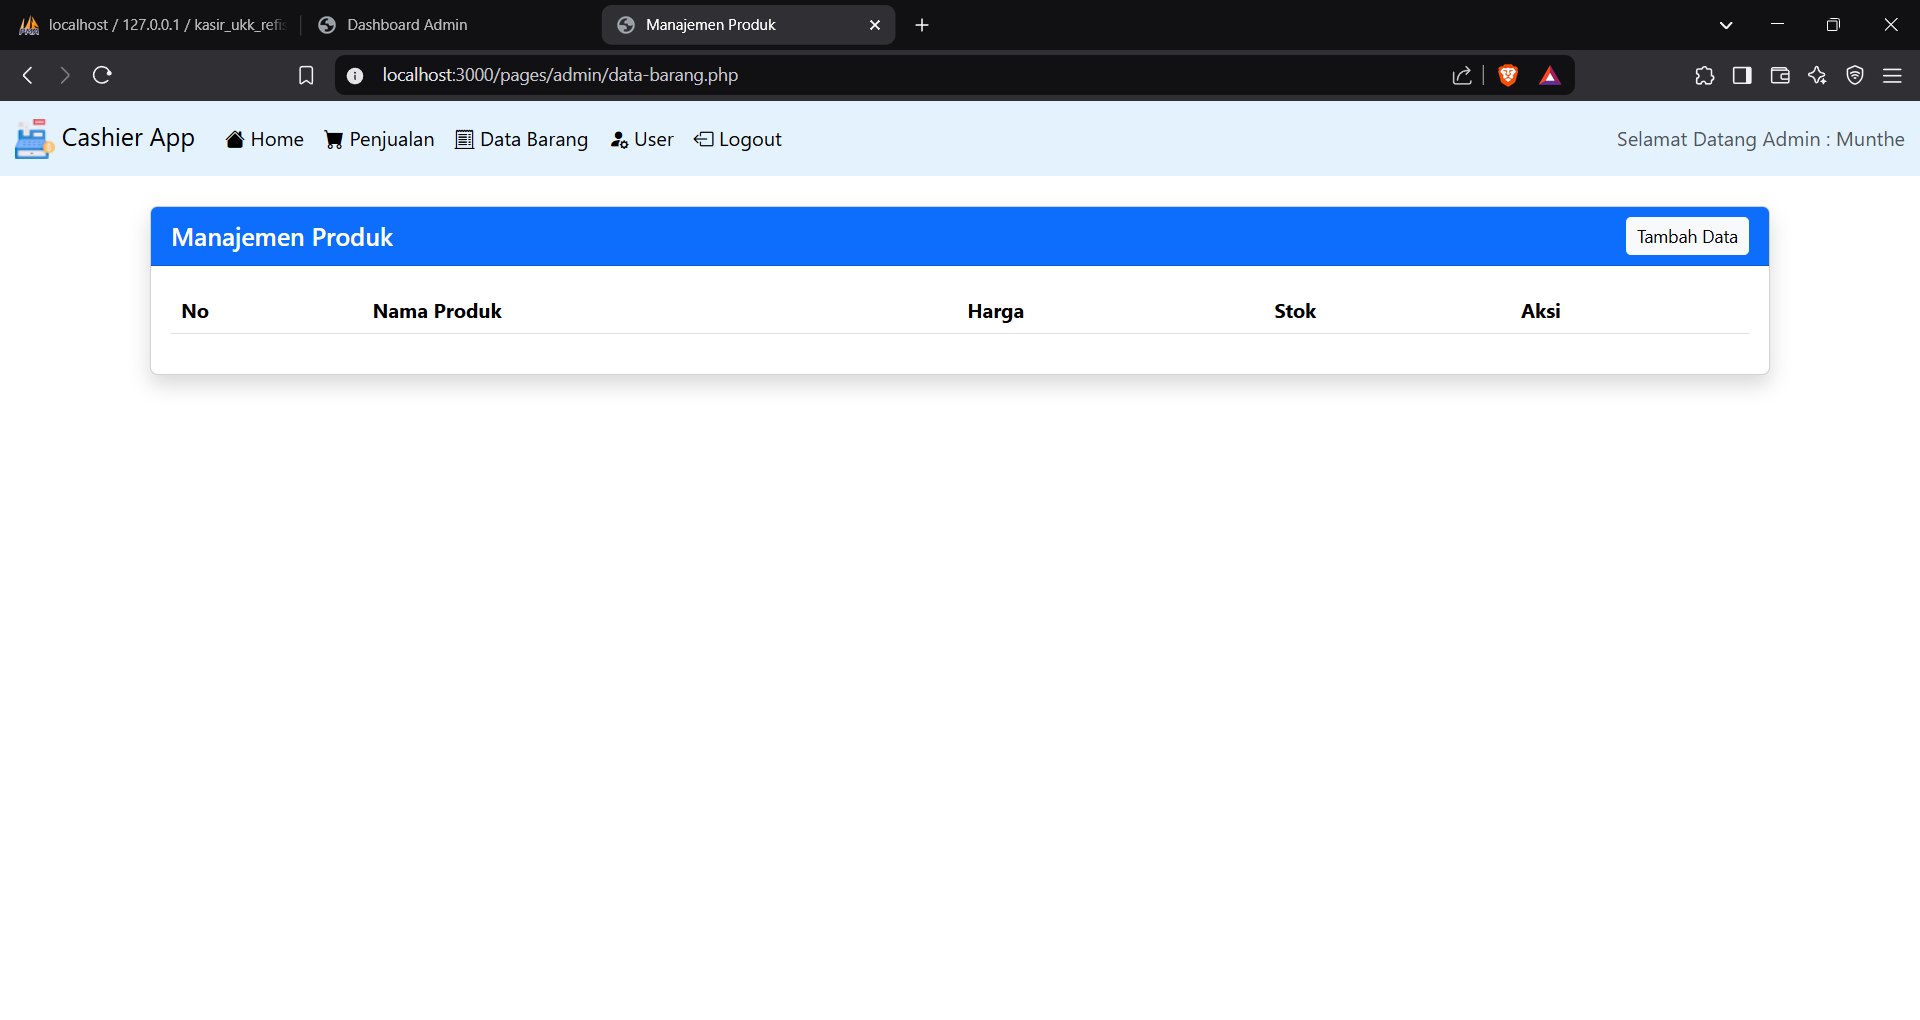 localhost / 127.0.0.1 / kasir_ukk_refis
Dashboard Admin
Manajemen Produk
localhost:3000/pages/admin/data-barang.php
Cashier App Home Penjualan Data Barang User Logout Selamat Datang Admin : Munthe
Manajemen Produk Tambah Data
No Nama Produk Harga Stok Aksi